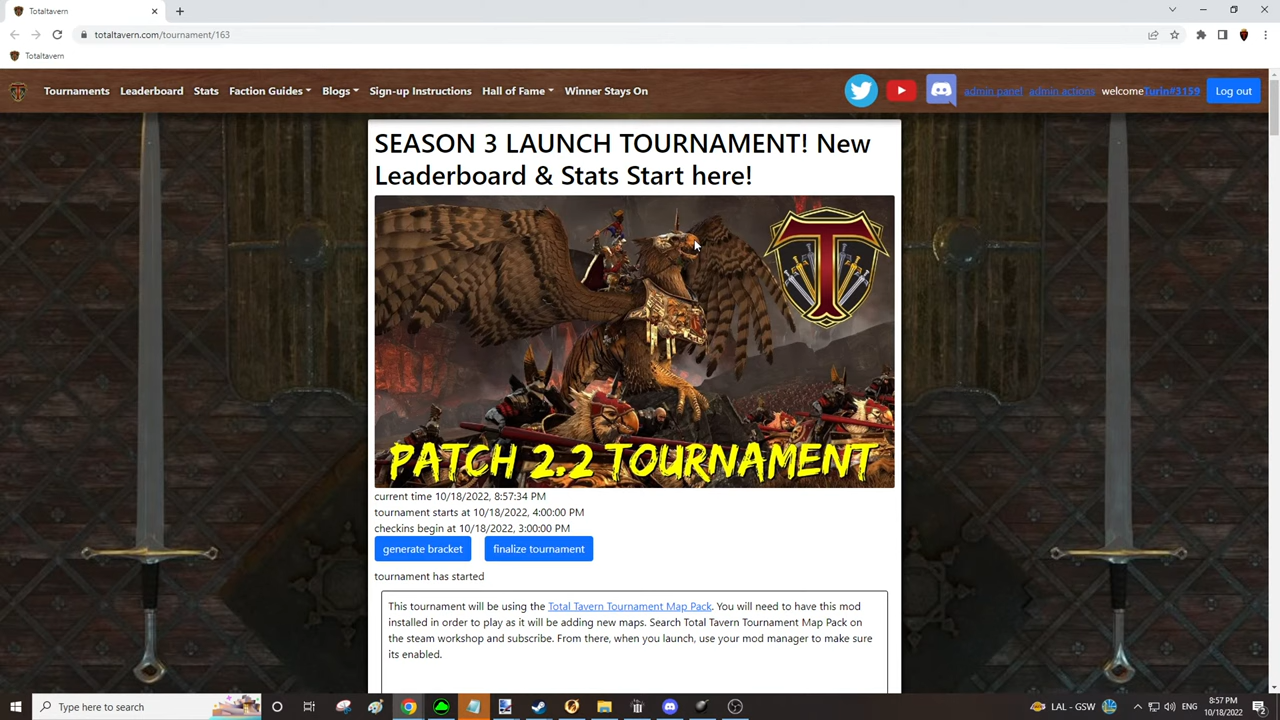 Totaltavern
totaltavern.com/tournament/163
Totaltavern
Tournaments Leaderboard Stats Faction Guides Blogs Sign-up Instructions Hall of Fame Winner Stays On admin panel admin actions welcomeTurin#3159 Log out
SEASON 3 LAUNCH TOURNAMENT! New
Leaderboard & Stats Start here!
T
PATCH 2.2 TOURNAMENT
current time 10/18/2022, 8:57:34 PM
tournament starts at 10/18/2022, 4:00:00 PM
checkins begin at 10/18/2022, 3:00:00 PM
generate bracket finalize tournament
tournament has started
This tournament will be using the Total Tavern Tournament Map Pack. You will need to have this mod
installed in order to play as it will be adding new maps. Search Total Tavern Tournament Map Pack on
the steam workshop and subscribe. From there, when you launch, use your mod manager to make sure
its enabled.
Type here to search
LAL - GSW
ENG
8:57 PM
10/18/2022
2